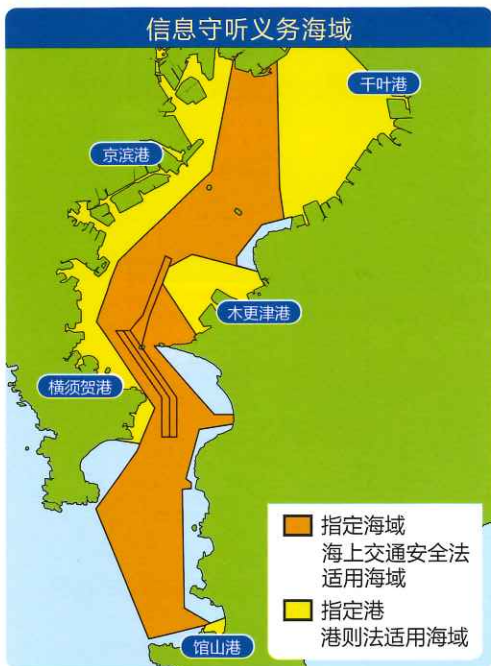 信息守听义务海域
千叶港
京滨港
木更津港
横须贺港
指定海域
海上交通安全法
适用海域
指定港
港则法适用海域
馆山港